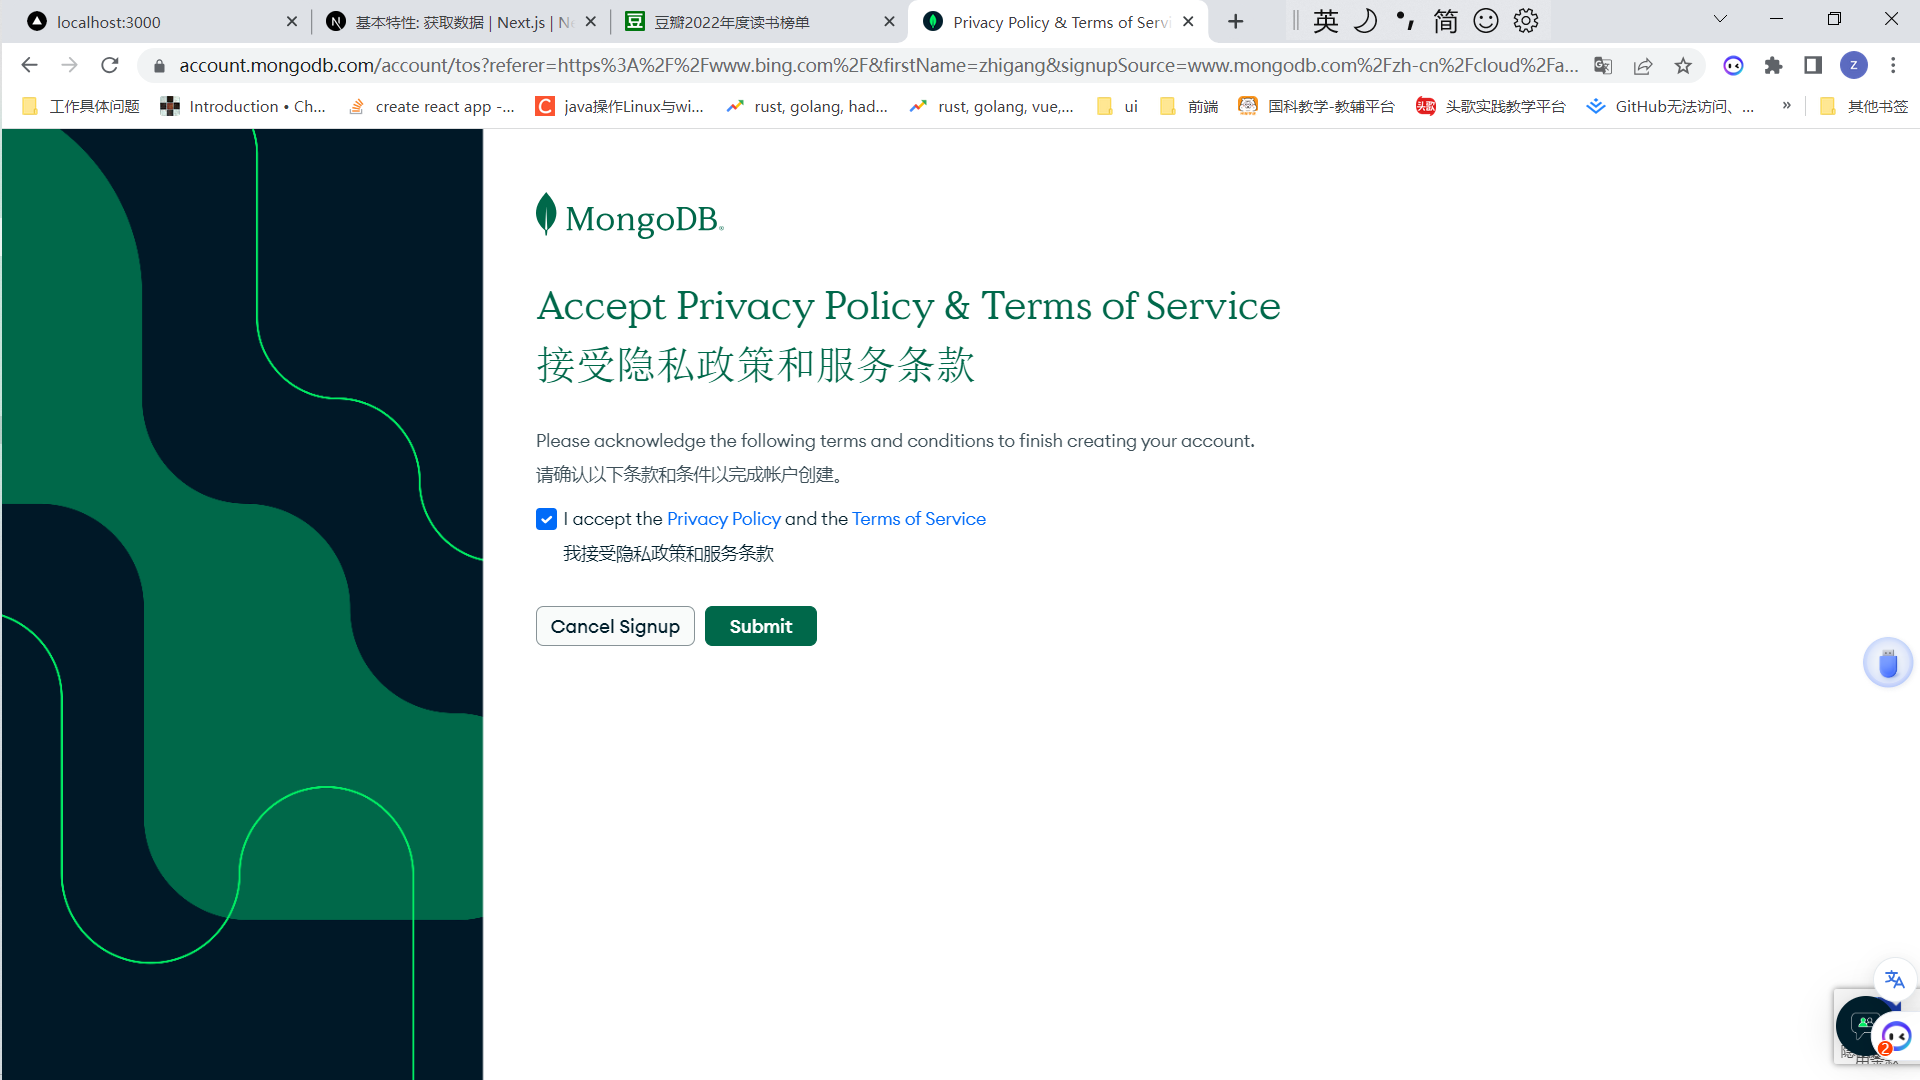 localhost:3000
基本特性: 获取数据 | Next.js | Ne
豆 豆瓣2022年度读书榜单
Privacy Policy & Terms of Servi
英 简
account.mongodb.com/account/tos?referer=https%3A%2F%2Fwww.bing.com%2F&firstName=zhigang&signupSource=www.mongodb.com%2Fzh-cn%2Fcloud%2Fa...
z
工作具体问题
Introduction • Ch...
create react app -...
C java操作Linux与wi...
rust, golang, had...
rust, golang, vue,...
ui
前端
国科教学-教辅平台
头歌 头歌实践教学平台
GitHub无法访问、...
»
其他书签
MongoDB®
Accept Privacy Policy & Terms of Service
接受隐私政策和服务条款
Please acknowledge the following terms and conditions to finish creating your account.
请确认以下条款和条件以完成帐户创建。
I accept the Privacy Policy and the Terms of Service
我接受隐私政策和服务条款
Cancel Signup
Submit
2